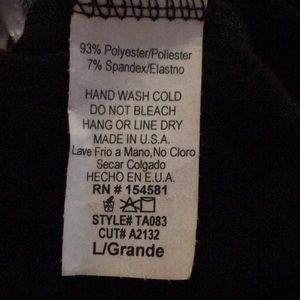 93% Polyester/Poliester
7% Spandex/Elastno
HAND WASH COLD
DO NOT BLEACH
HANG OR LINE DRY
MADE IN U.S.A.
Lave Frio a Mano,No Cloro
Secar Colgado
HECHO EN E.U.A.
RN # 154581
STYLE# TA083
CUT# A2132
L/Grande